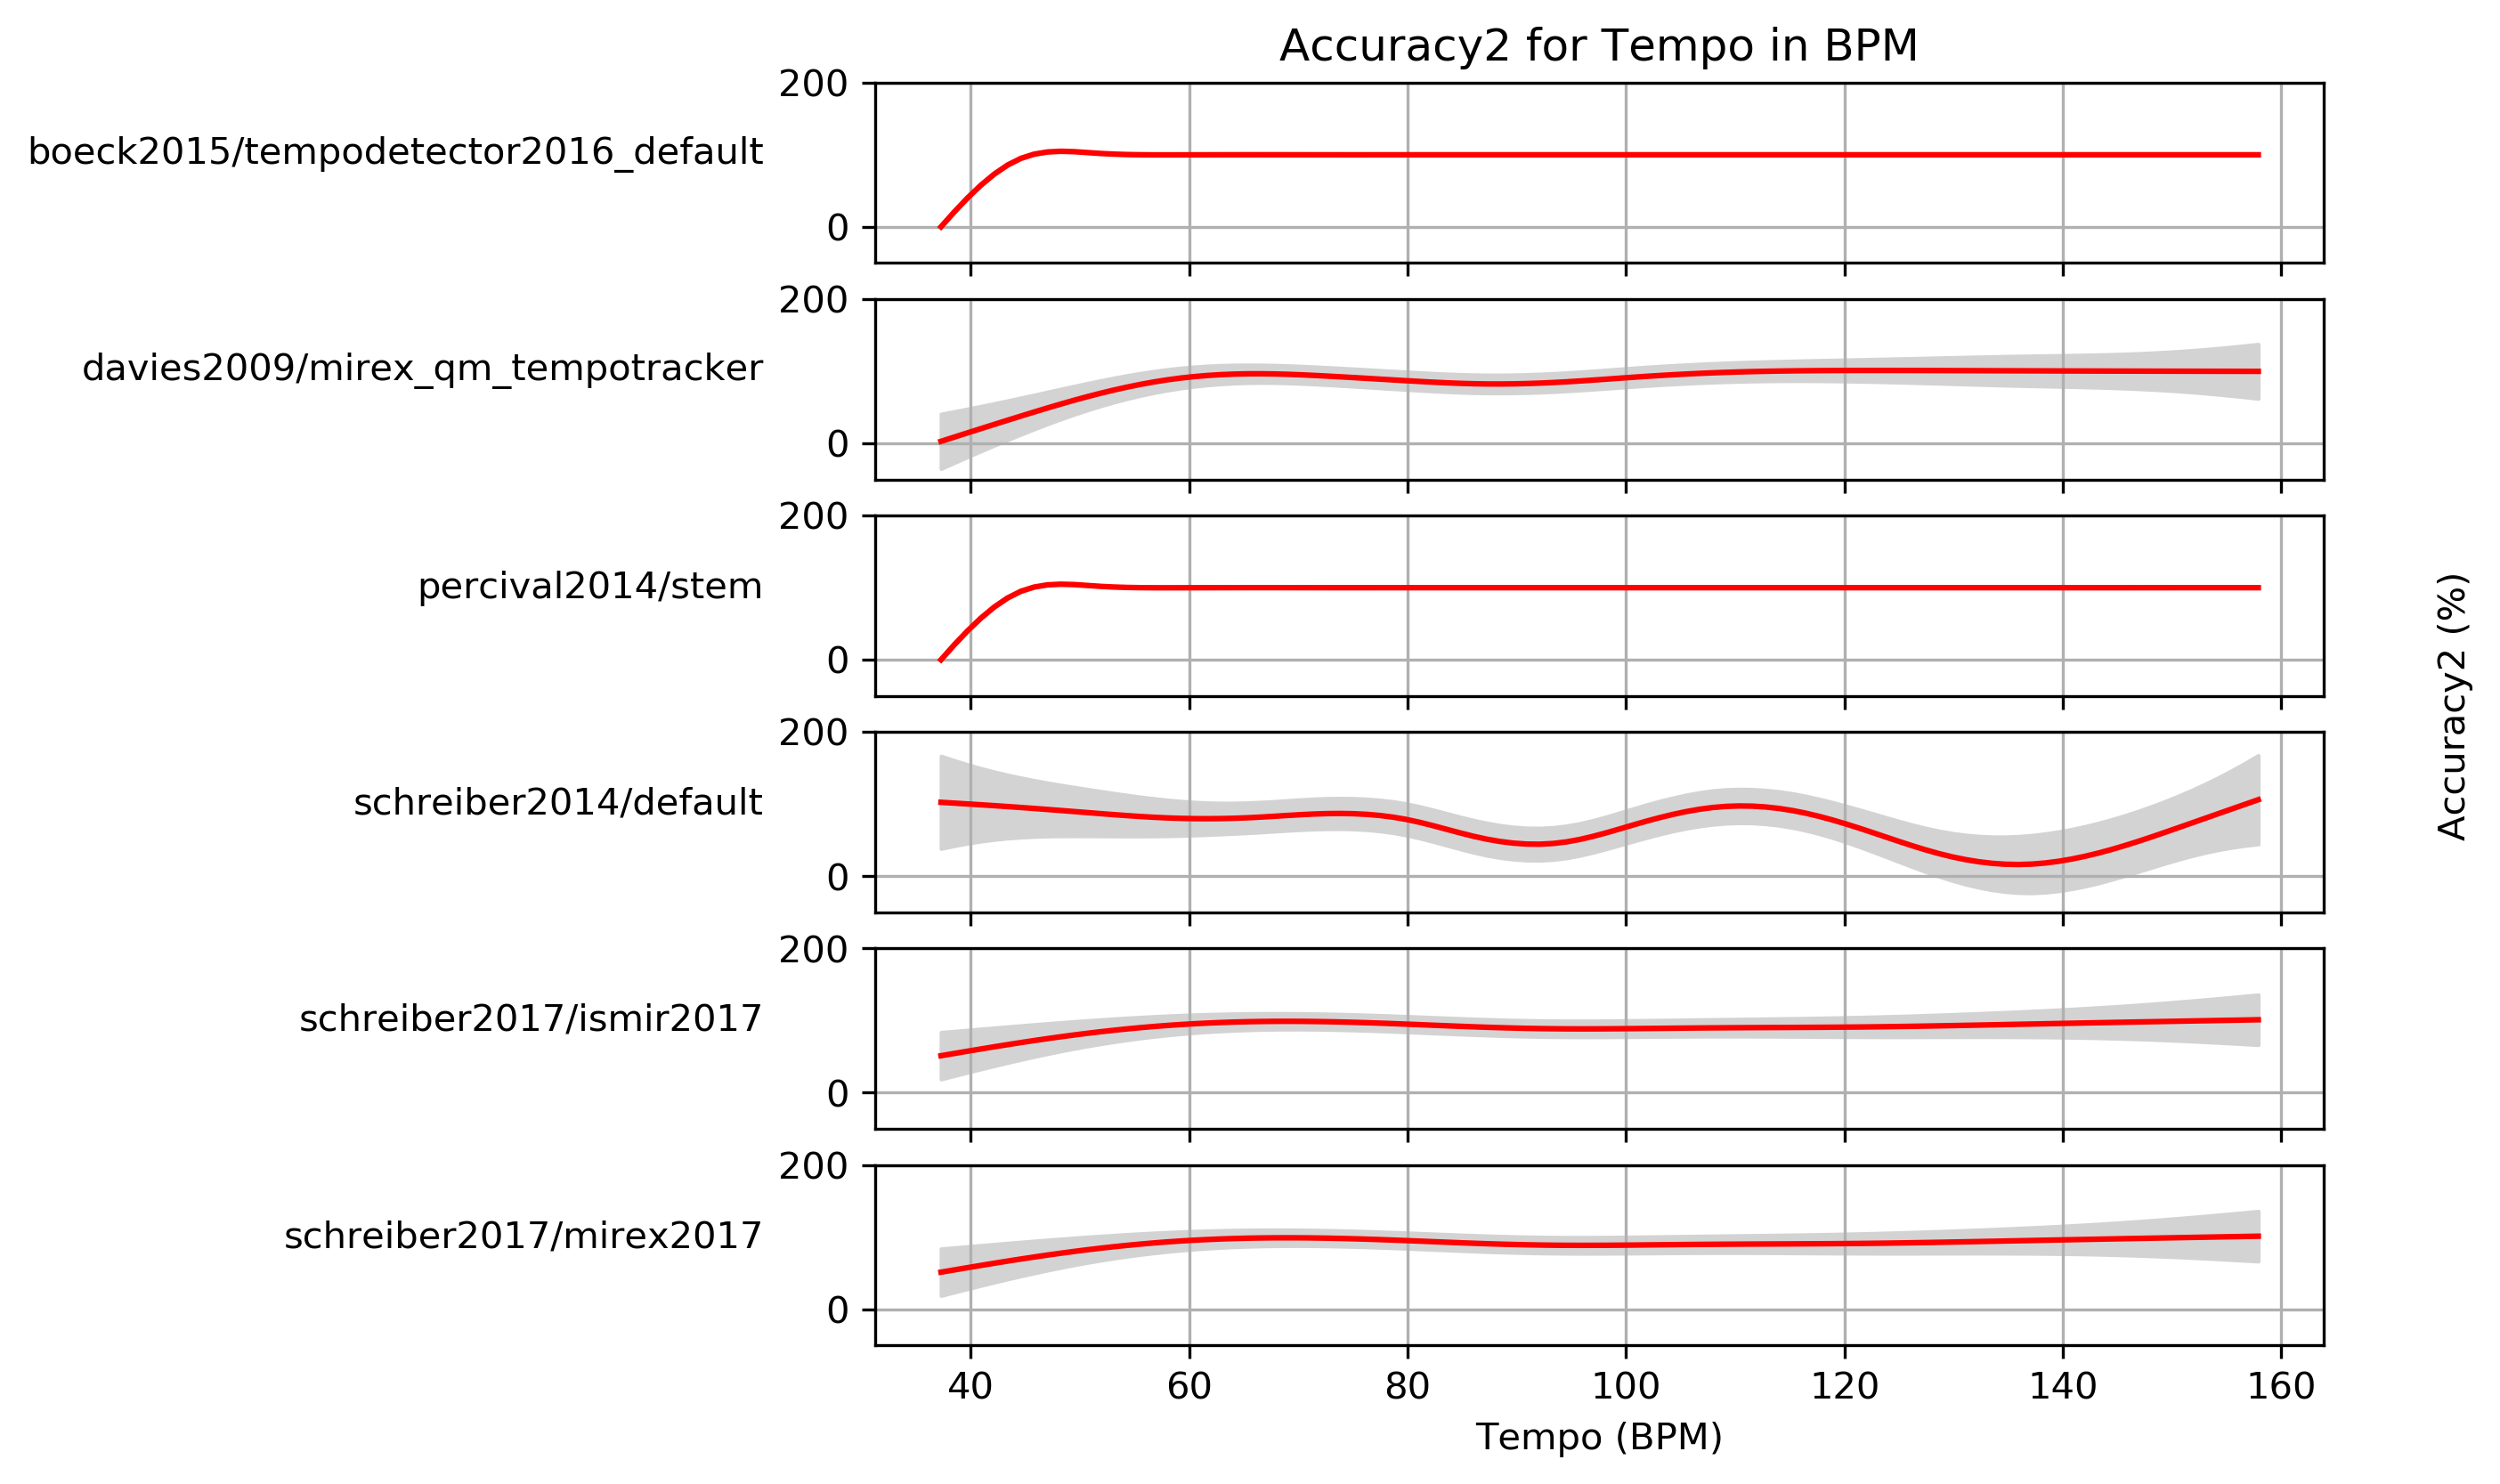 Accuracy2 for Tempo in BPM
200
boeck2015/tempodetector2016_default
0
200
davies2009/mirex_qm_tempotracker
0
200
percival2014/stem
0
200
schreiber2014/default
0
200
schreiber2017/ismir2017
0
200
schreiber2017/mirex2017
0
40 60 80 100 120 140 160
Tempo (BPM)
Accuracy2 (%)